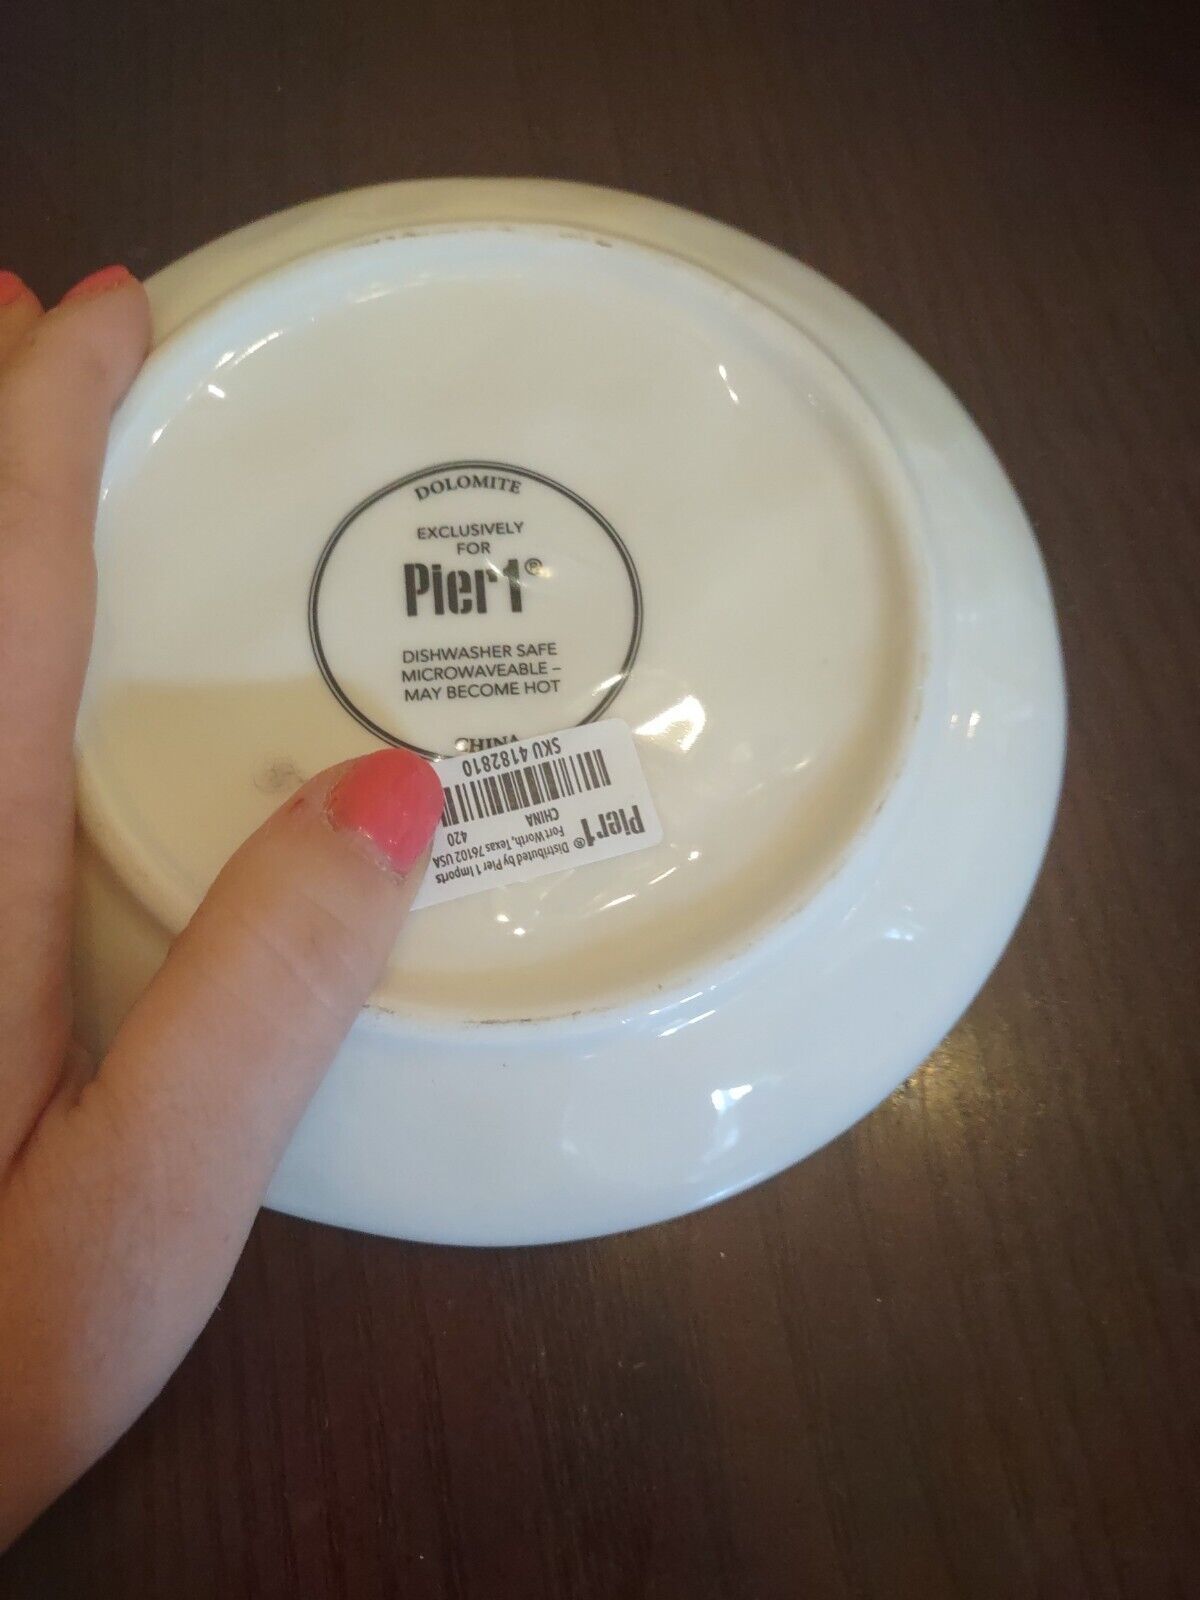 DOLOMITE
EXCLUSIVELY
FOR
Pier1®
DISHWASHER SAFE
MICROWAVEABLE –
MAY BECOME HOT
CHINA
Pier1®
Distributed by Pier 1 Imports
Fort Worth, Texas 76102 USA
CHINA 420
SKU 4182810